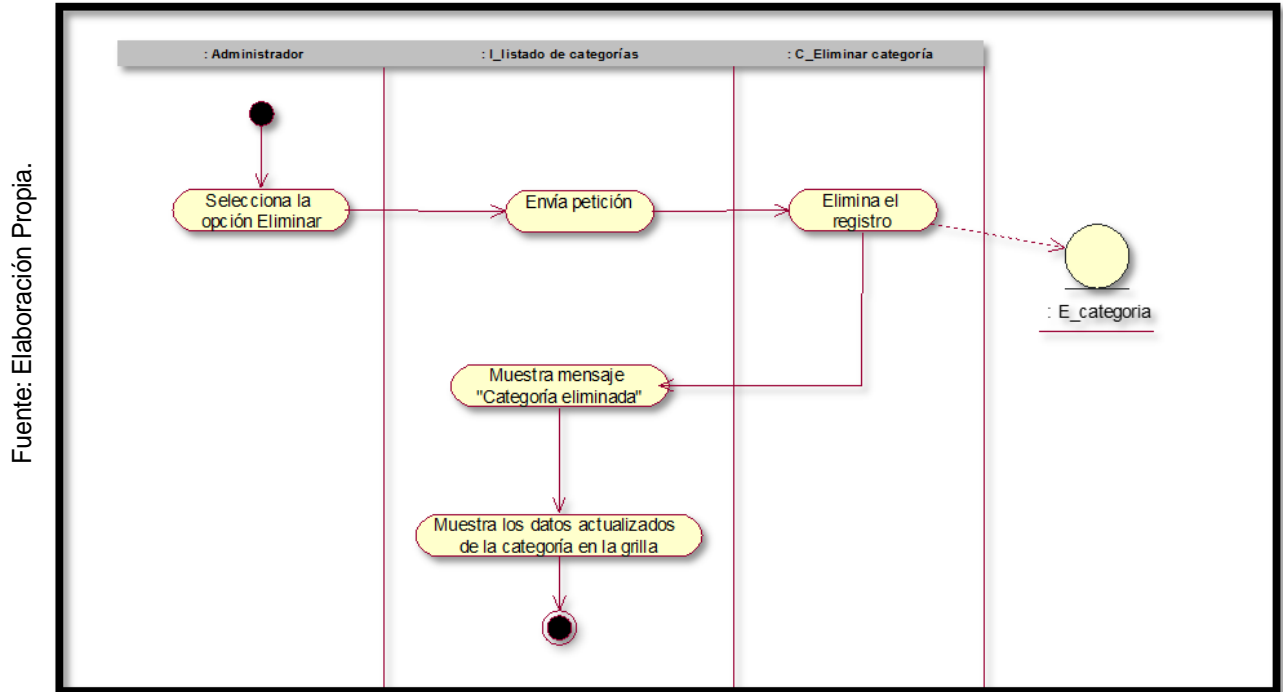 Fuente: Elaboración Propia.
: Administrador
: I_listado de categorías
: C_Eliminar categoría
Selecciona la
opción Eliminar
Envía petición
Elimina el
registro
: E_categoria
Muestra mensaje
"Categoría eliminada"
Muestra los datos actualizados
de la categoría en la grilla